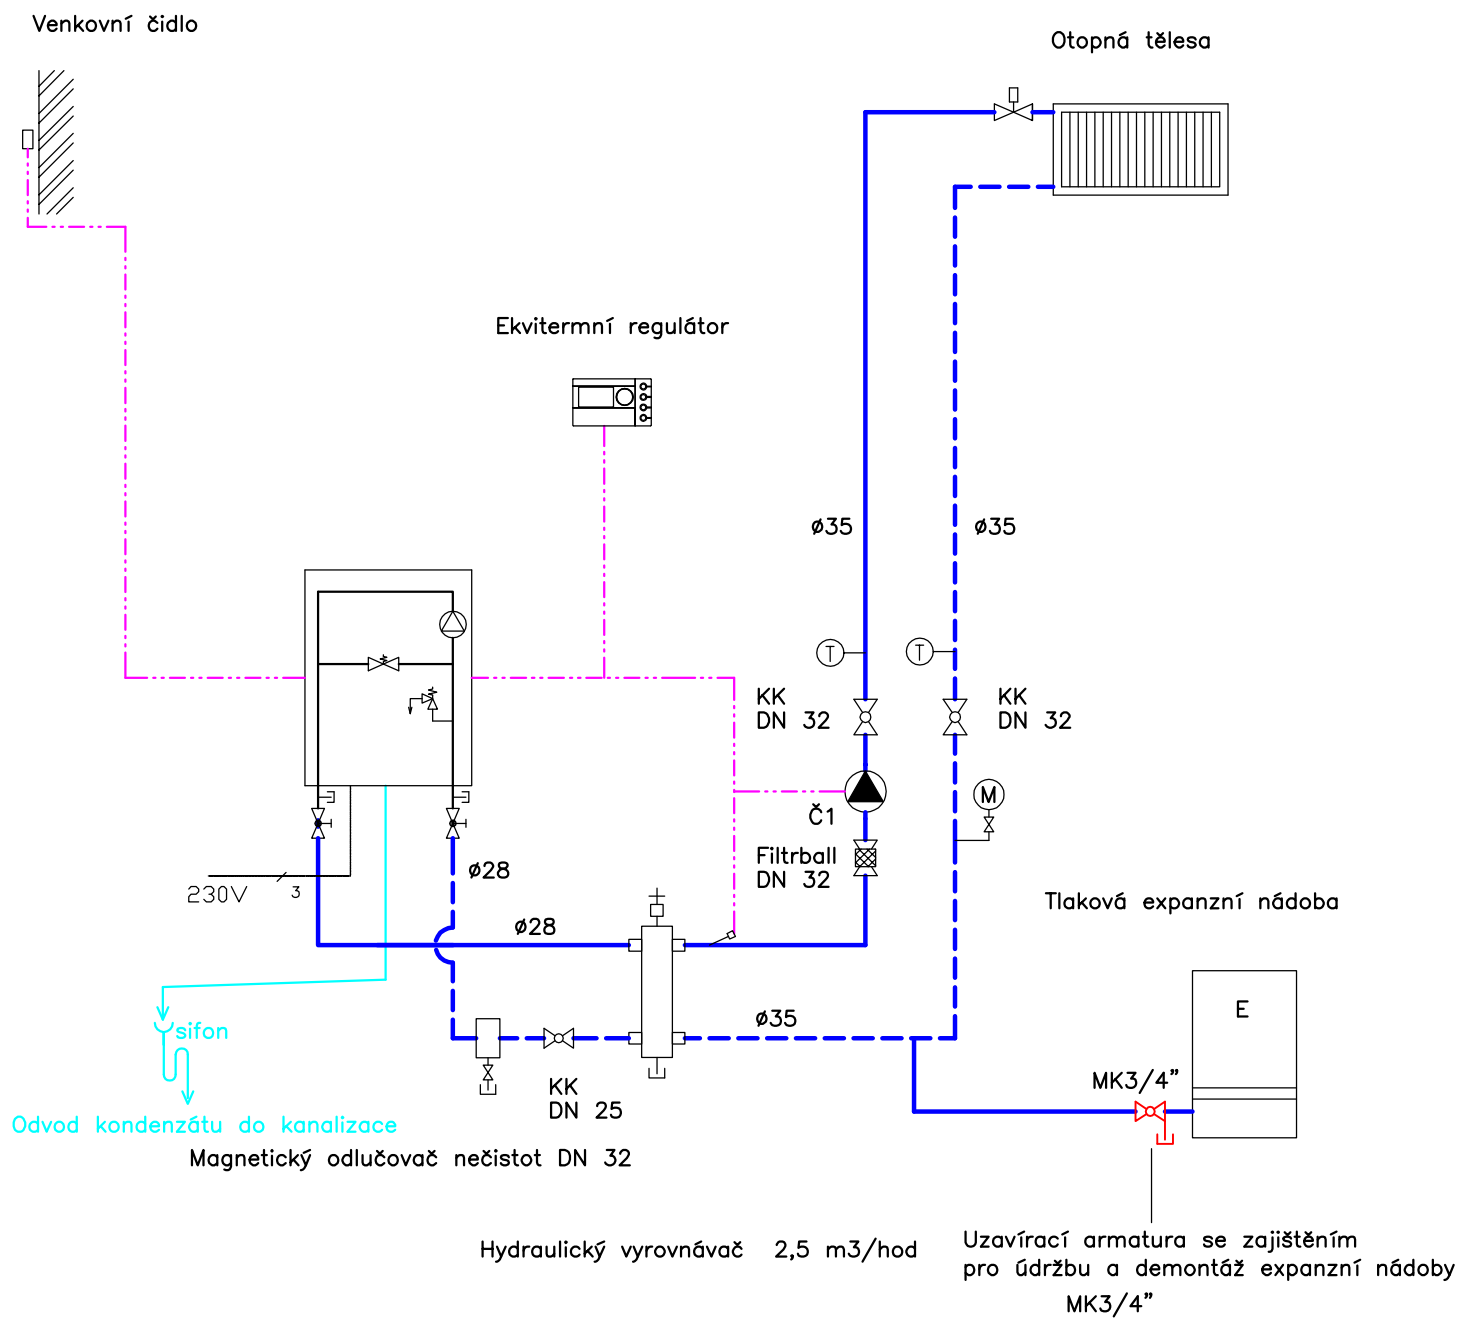 Venkovní čidlo
Otopná tělesa
Ekvitermní regulátor
ø35
ø35
T
T
KK
DN 32
KK
DN 32
M
Č1
Filtrball
DN 32
ø28
230V
3
ø28
Tlaková expanzní nádoba
E
ø35
sifon
MK3/4”
KK
DN 25
Odvod kondenzátu do kanalizace
Magnetický odlučovač nečistot DN 32
Hydraulický vyrovnávač 2,5 m3/hod
Uzavírací armatura se zajištěním
pro údržbu a demontáž expanzní nádoby
MK3/4”